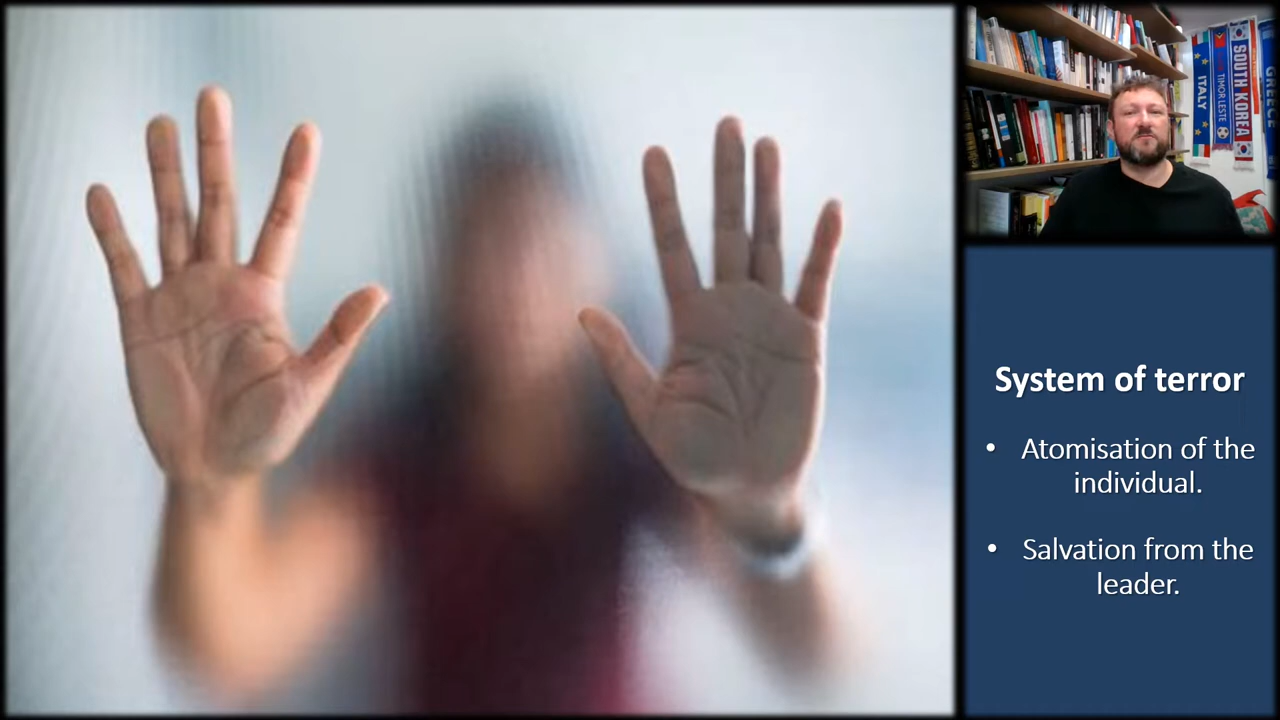 ITALY
TIMOR LESTE
SOUTH KOREA
GREECE
System of terror
• Atomisation of the
individual.
• Salvation from the
leader.